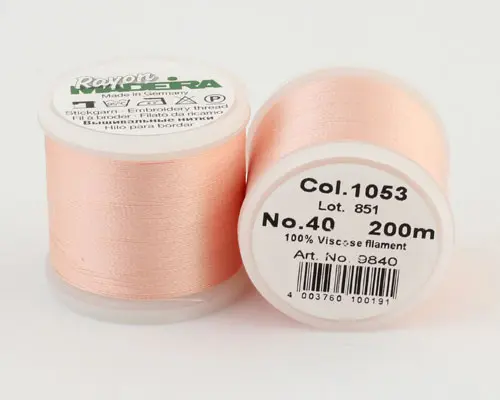 Rayon
MADEIRA
Made in Germany
Stickgarn - Embroidery thread
Fil à broder - Filato da ricamo
Вышивальные нитки
Hilo para bordar
Col.1053
Lot. 851
No.40 200m
100% Viscose filament
Art. No. 9840
4 003760 100191